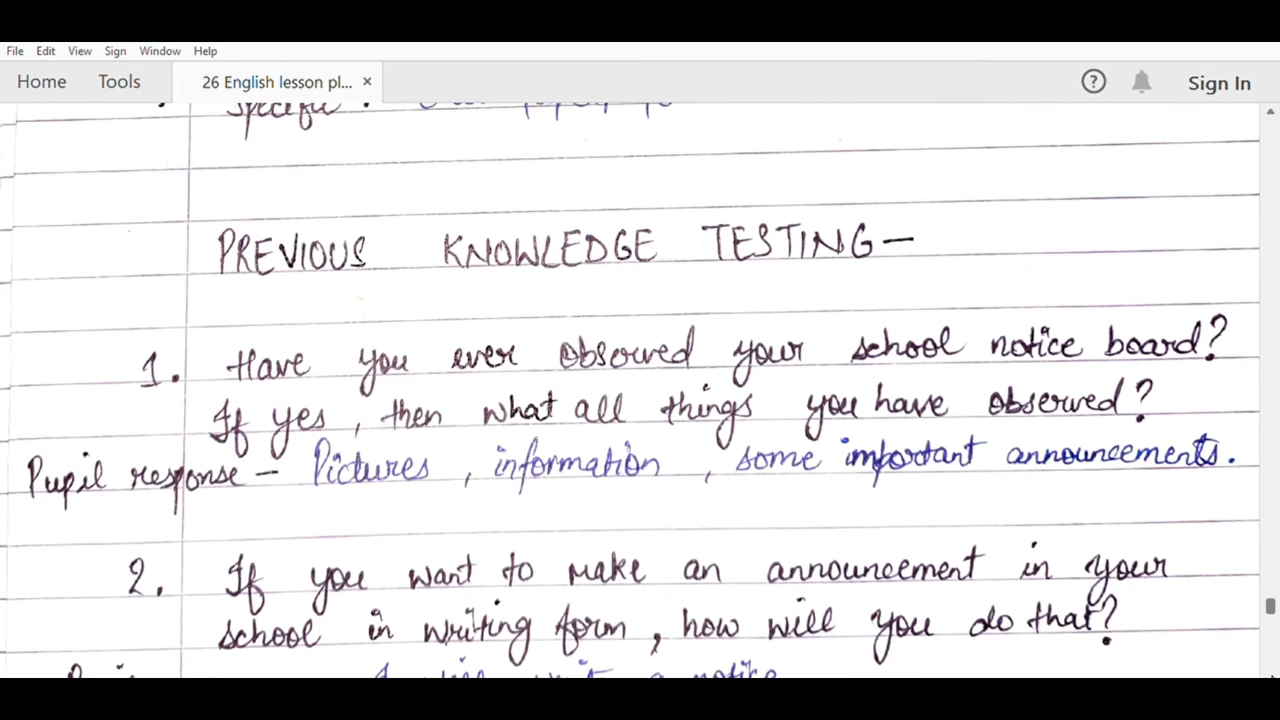 File Edit View Sign Window Help
Home Tools 26 English lesson pl... × ? Sign In
specific :
PREVIOUS KNOWLEDGE TESTING —
1. Have you ever observed your school notice board?
If yes, then what all things you have observed?
Pupil response — Pictures, information, some important announcements.
2. If you want to make an announcement in your
school in writing form, how will you do that?
a notice